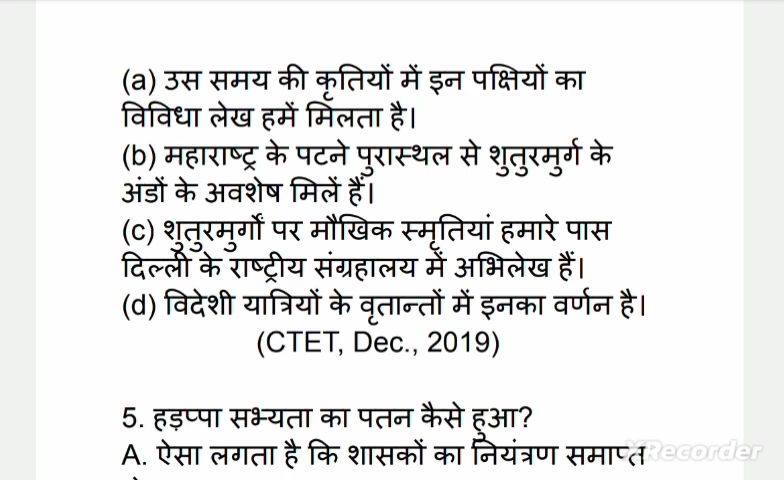 (a) उस समय की कृतियों में इन पक्षियों का
विविधा लेख हमें मिलता है।
(b) महाराष्ट्र के पटने पुरास्थल से शुतुरमुर्ग के
अंडों के अवशेष मिलें हैं।
(c) शुतुरमुर्गों पर मौखिक स्मृतियां हमारे पास
दिल्ली के राष्ट्रीय संग्रहालय में अभिलेख हैं।
(d) विदेशी यात्रियों के वृतान्तों में इनका वर्णन है।
(CTET, Dec., 2019)
5. हड़प्पा सभ्यता का पतन कैसे हुआ?
A. ऐसा लगता है कि शासकों का नियंत्रण समाप्त
XRecorder